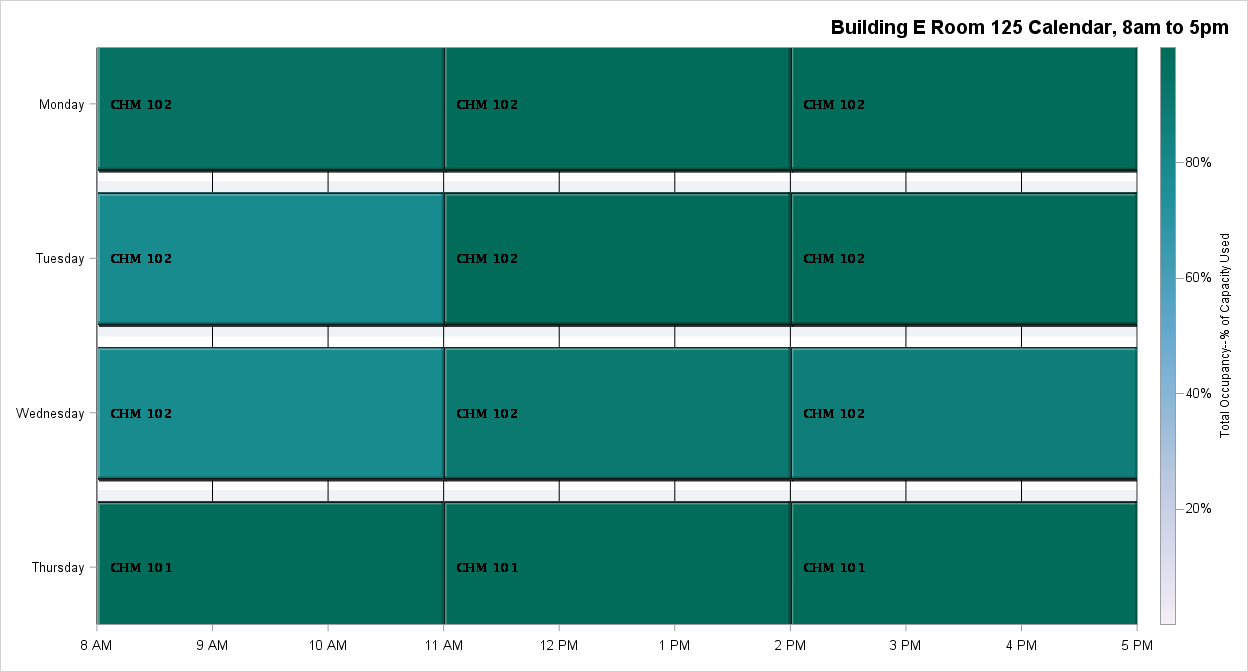 Building E Room 125 Calendar, 8am to 5pm
Monday
CHM 102
CHM 102
CHM 102
Tuesday
CHM 102
CHM 102
CHM 102
Wednesday
CHM 102
CHM 102
CHM 102
Thursday
CHM 101
CHM 101
CHM 101
8 AM
9 AM
10 AM
11 AM
12 PM
1 PM
2 PM
3 PM
4 PM
5 PM
80%
60%
40%
20%
Total Occupancy--% of Capacity Used